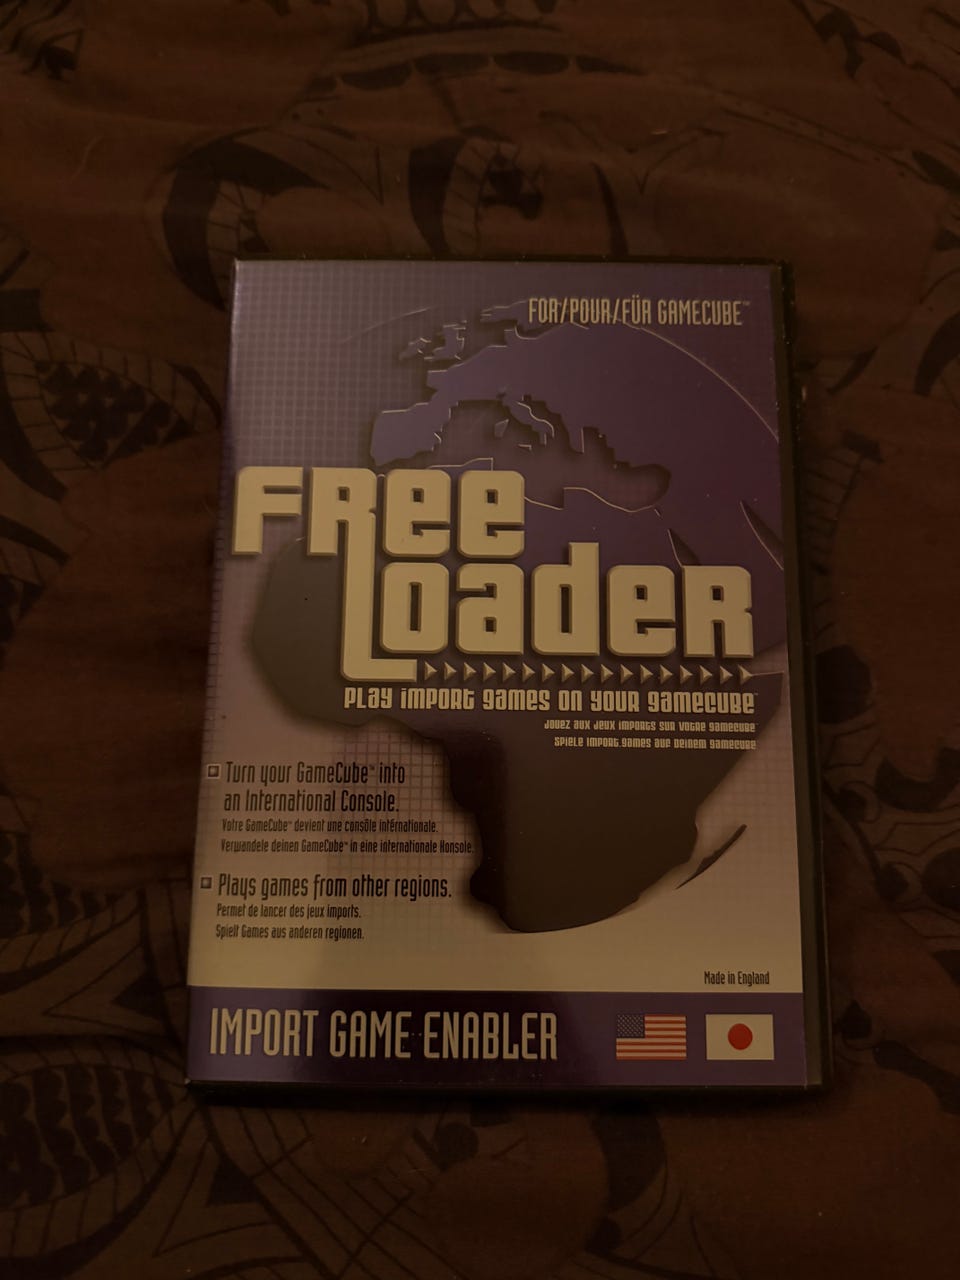 FOR/POUR/FÜR GAMECUBE™
FREE
LOADER
PLAY IMPORT GAMES ON YOUR GAMECUBE™
JOUEZ AUX JEUX IMPORTS SUR VOTRE GAMECUBE™
SPIELE IMPORT.GAMES AUF DEINEM GAMECUBE
Turn your GameCube™ into
an International Console.
Votre GameCube™ devient une consôle intérnationale.
Verwandele deinen GameCube™ in eine internationale Konsole.
Plays games from other regions.
Permet de lancer des jeux imports.
Spielt Games aus anderen regionen.
Made in England
IMPORT GAME ENABLER